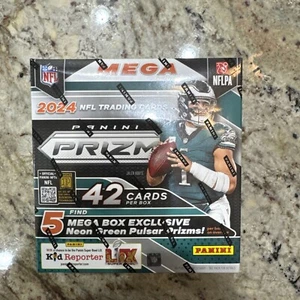 MEGA
NFL
NFLPA
2024 NFL TRADING CARDS
PANINI
PRIZM
42 CARDS
PER BOX
FIND
5 MEGA BOX EXCLUSIVE
Neon Green Pulsar Prizms!
PANINI
Kid Reporter
LIX
PANINI